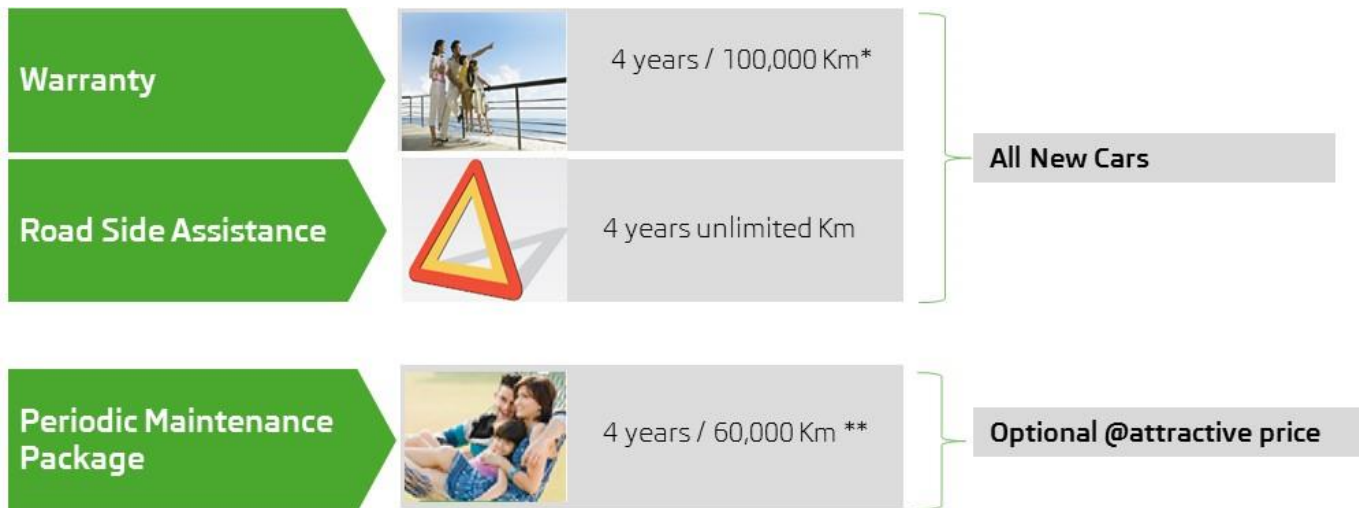 Warranty
4 years / 100,000 Km*
All New Cars
Road Side Assistance
4 years unlimited Km
Periodic Maintenance
Package
4 years / 60,000 Km **
Optional @attractive price